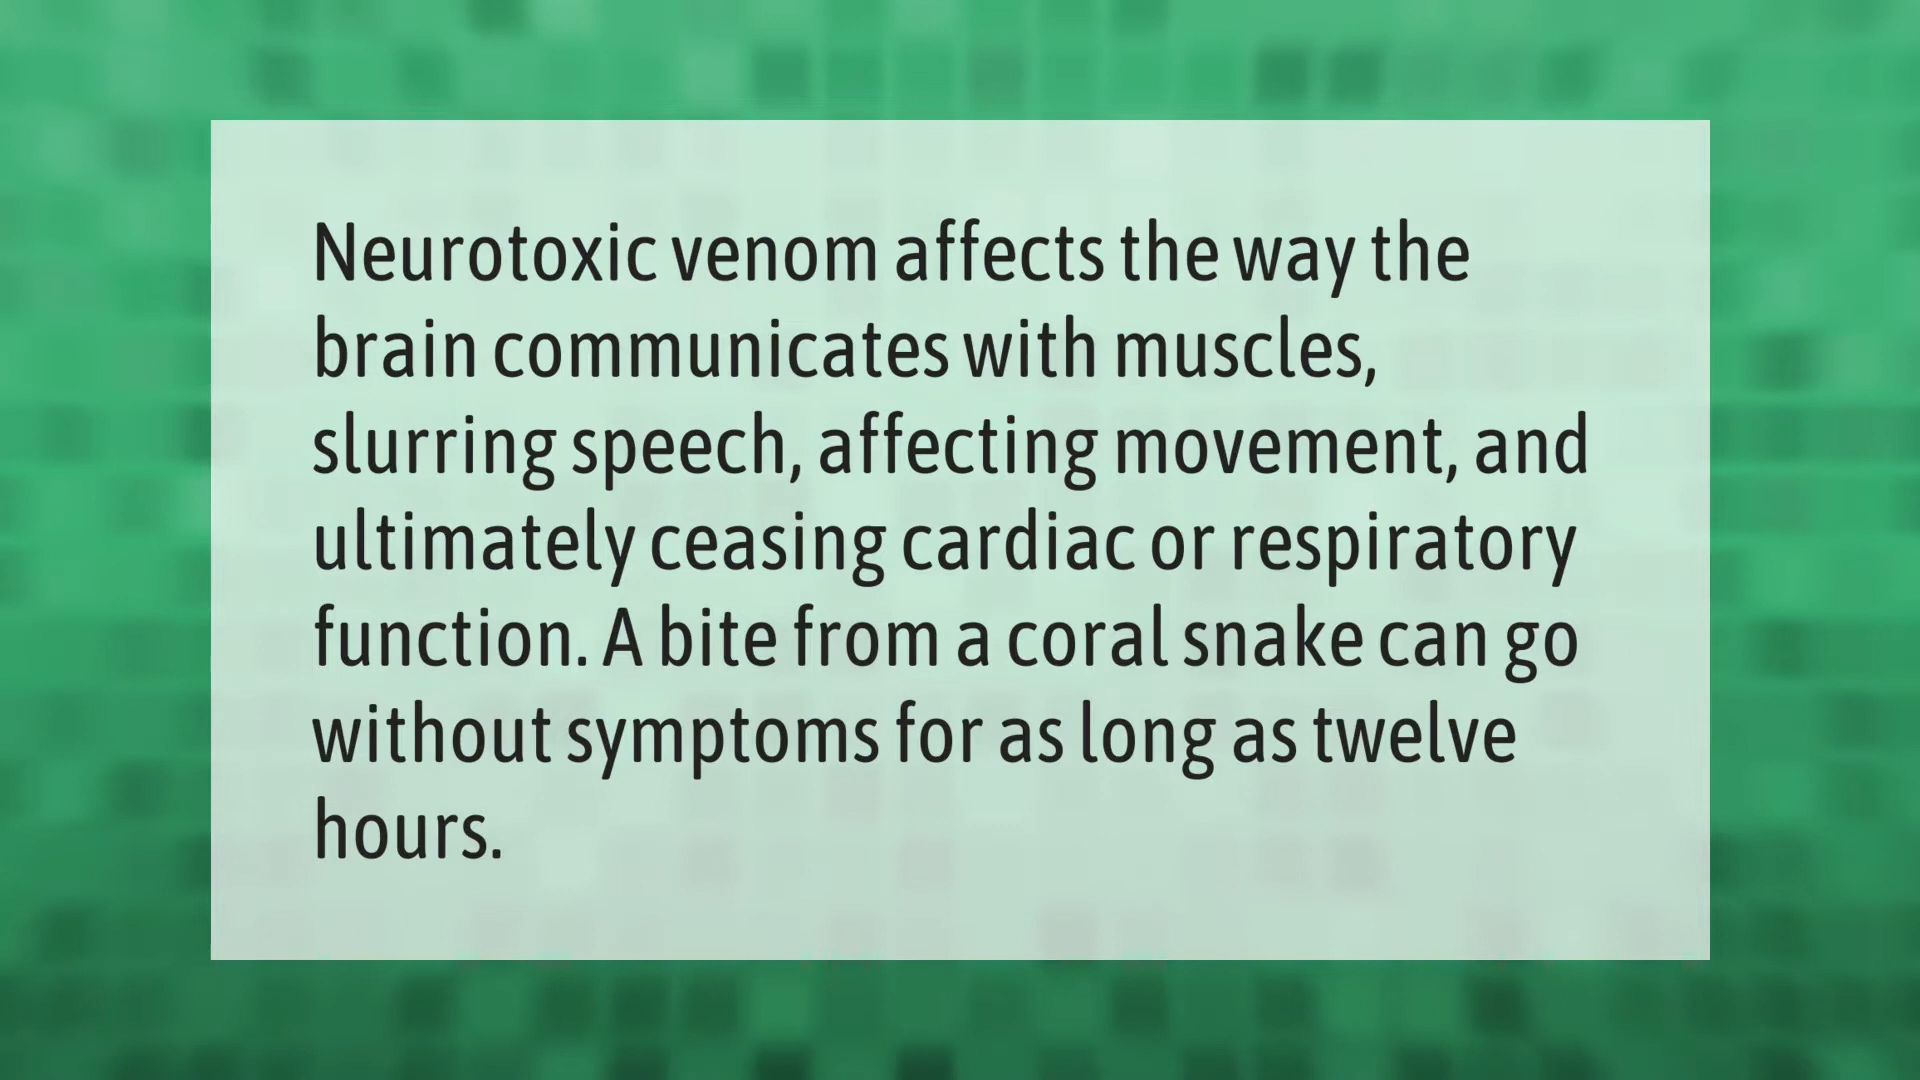 Neurotoxic venom affects the way the
brain communicates with muscles,
slurring speech, affecting movement, and
ultimately ceasing cardiac or respiratory
function. A bite from a coral snake can go
without symptoms for as long as twelve
hours.